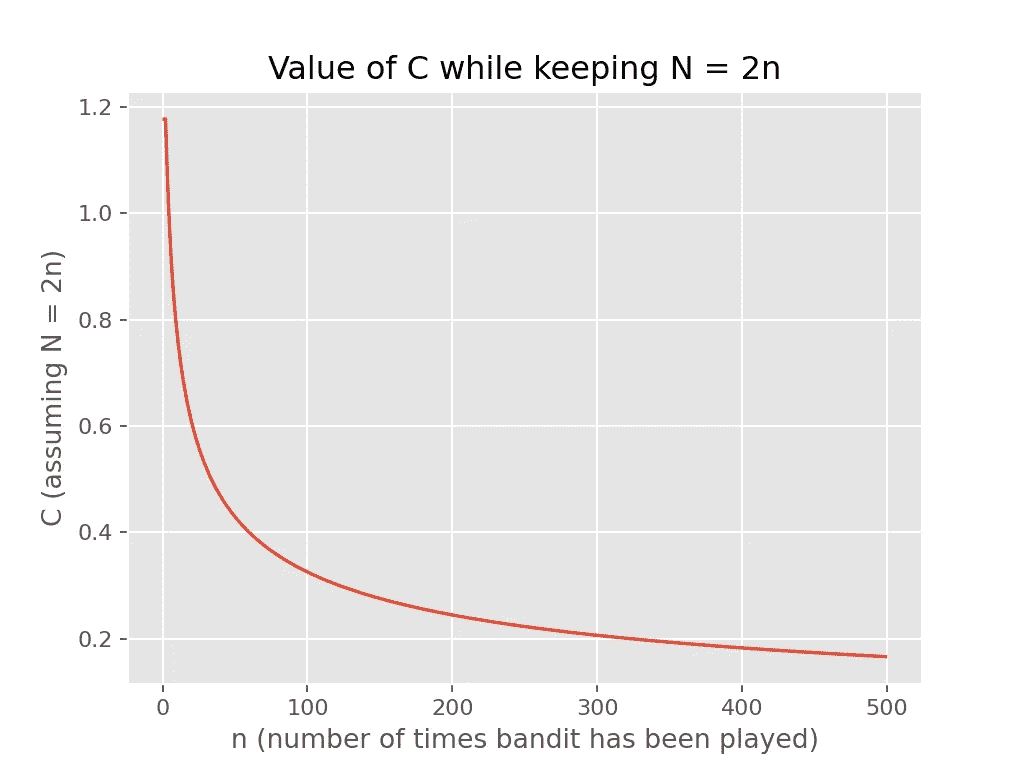 Value of C while keeping N = 2n
C (assuming N = 2n)
1.2
1.0
0.8
0.6
0.4
0.2
0 100 200 300 400 500
n (number of times bandit has been played)